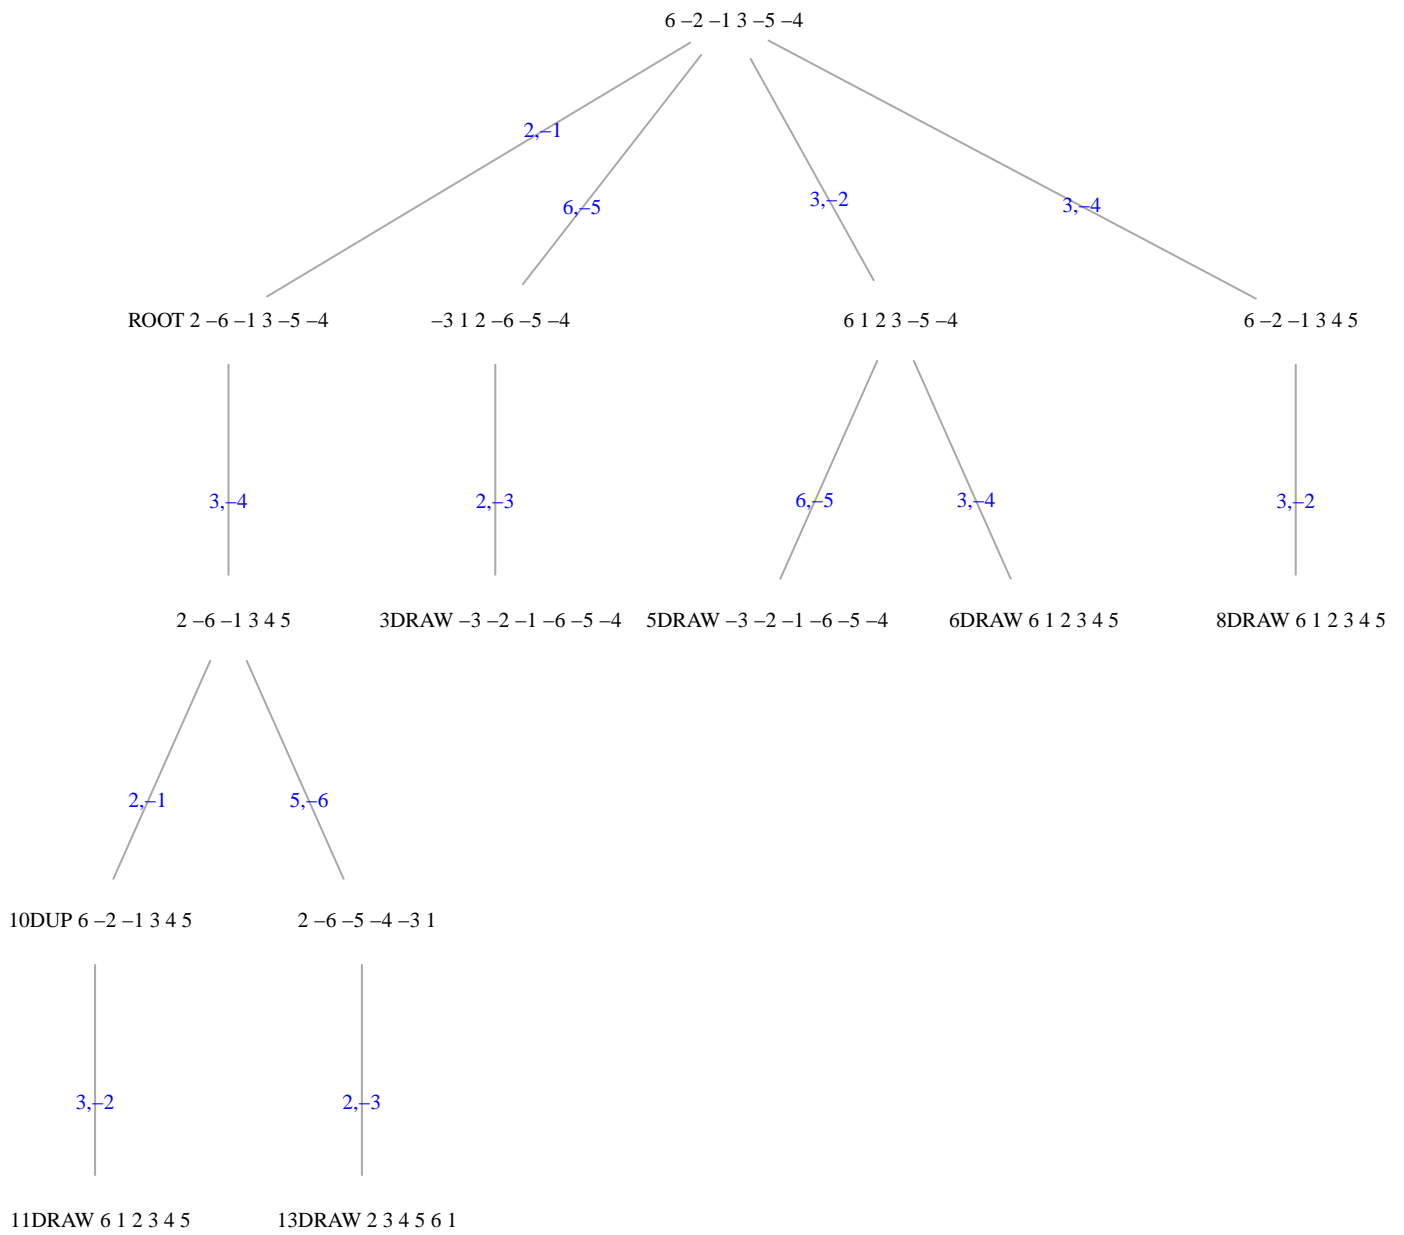 6 –2 –1 3 –5 –4
2,–1
6,–5
3,–2
3,–4
ROOT 2 –6 –1 3 –5 –4
–3 1 2 –6 –5 –4
6 1 2 3 –5 –4
6 –2 –1 3 4 5
3,–4
2,–3
6,–5
3,–4
3,–2
2 –6 –1 3 4 5
3DRAW –3 –2 –1 –6 –5 –4
5DRAW –3 –2 –1 –6 –5 –4
6DRAW 6 1 2 3 4 5
8DRAW 6 1 2 3 4 5
2,–1
5,–6
10DUP 6 –2 –1 3 4 5
2 –6 –5 –4 –3 1
3,–2
2,–3
11DRAW 6 1 2 3 4 5
13DRAW 2 3 4 5 6 1